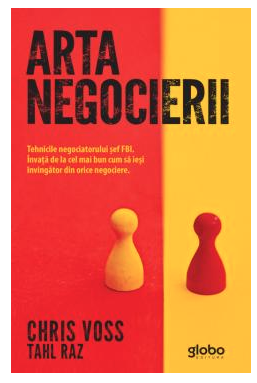 ARTA
NEGOCIERII
Tehnicile negociatorului șef FBI.
Învață de la cel mai bun cum să ieși
învingător din orice negociere.
CHRIS VOSS
TAHL RAZ
globo
EDITURA